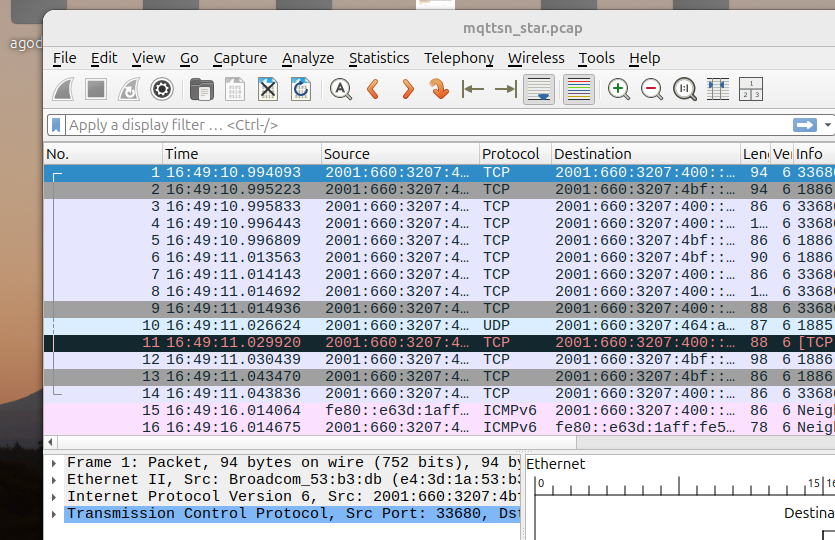 agod
mqttsn_star.pcap
File Edit View Go Capture Analyze Statistics Telephony Wireless Tools Help
Apply a display filter … <Ctrl-/>
No. Time Source Protocol Destination Info
1 16:49:10.994093 2001:660:3207:4… TCP 2001:660:3207:400::… 94 6 33680
2 16:49:10.995223 2001:660:3207:4… TCP 2001:660:3207:4bf::… 94 6 1886
3 16:49:10.995833 2001:660:3207:4… TCP 2001:660:3207:400::… 86 6 33680
4 16:49:10.996443 2001:660:3207:4… TCP 2001:660:3207:400::… 1… 6 33680
5 16:49:10.996809 2001:660:3207:4… TCP 2001:660:3207:4bf::… 86 6 1886
6 16:49:11.013563 2001:660:3207:4… TCP 2001:660:3207:4bf::… 90 6 1886
7 16:49:11.014143 2001:660:3207:4… TCP 2001:660:3207:400::… 86 6 33680
8 16:49:11.014692 2001:660:3207:4… TCP 2001:660:3207:400::… 1… 6 33680
9 16:49:11.014936 2001:660:3207:4… TCP 2001:660:3207:400::… 88 6 33680
10 16:49:11.026624 2001:660:3207:4… UDP 2001:660:3207:464:a… 87 6 1885
11 16:49:11.029920 2001:660:3207:4… TCP 2001:660:3207:400::… 88 6 [TCP
12 16:49:11.030439 2001:660:3207:4… TCP 2001:660:3207:4bf::… 98 6 1886
13 16:49:11.043470 2001:660:3207:4… TCP 2001:660:3207:4bf::… 86 6 1886
14 16:49:11.043836 2001:660:3207:4… TCP 2001:660:3207:400::… 86 6 33680
15 16:49:16.014064 fe80::e63d:1aff… ICMPv6 2001:660:3207:400::… 86 6 Neigh
16 16:49:16.014675 2001:660:3207:4… ICMPv6 fe80::e63d:1aff:fe5… 78 6 Neigh
Frame 1: Packet, 94 bytes on wire (752 bits), 94 by
Ethernet II, Src: Broadcom_53:b3:db (e4:3d:1a:53:b3
Internet Protocol Version 6, Src: 2001:660:3207:4bf
Transmission Control Protocol, Src Port: 33680, Dst
Ethernet
0 15 16
Destina